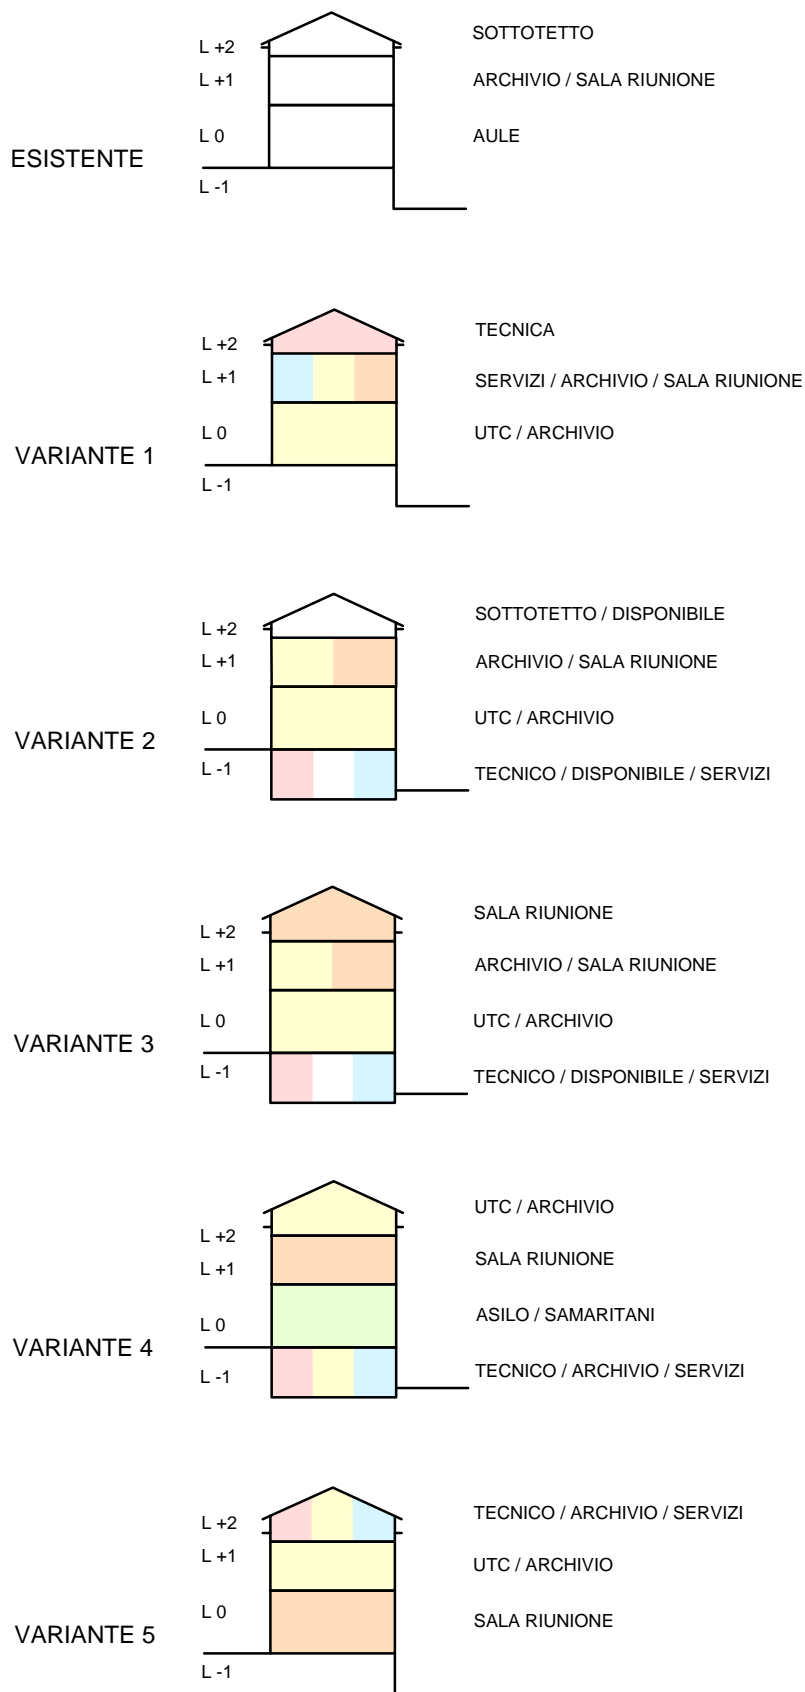 L +2 SOTTOTETTO
L +1 ARCHIVIO / SALA RIUNIONE
L 0 AULE
ESISTENTE
L -1
L +2 TECNICA
L +1 SERVIZI / ARCHIVIO / SALA RIUNIONE
L 0 UTC / ARCHIVIO
VARIANTE 1
L -1
L +2 SOTTOTETTO / DISPONIBILE
L +1 ARCHIVIO / SALA RIUNIONE
L 0 UTC / ARCHIVIO
VARIANTE 2
L -1 TECNICO / DISPONIBILE / SERVIZI
L +2 SALA RIUNIONE
L +1 ARCHIVIO / SALA RIUNIONE
L 0 UTC / ARCHIVIO
VARIANTE 3
L -1 TECNICO / DISPONIBILE / SERVIZI
L +2 UTC / ARCHIVIO
L +1 SALA RIUNIONE
L 0 ASILO / SAMARITANI
VARIANTE 4
L -1 TECNICO / ARCHIVIO / SERVIZI
L +2 TECNICO / ARCHIVIO / SERVIZI
L +1 UTC / ARCHIVIO
L 0 SALA RIUNIONE
VARIANTE 5
L -1